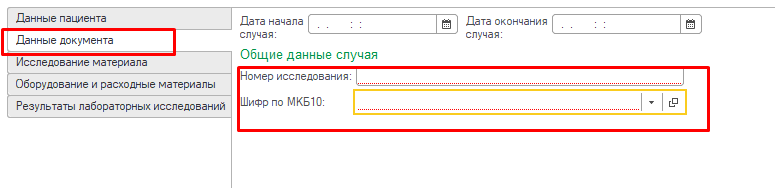 Данные пациента
Данные документа
Исследование материала
Оборудование и расходные материалы
Результаты лабораторных исследований
Дата начала случая:
. . : :
Дата окончания случая:
. . : :
Общие данные случая
Номер исследования:
Шифр по МКБ10: